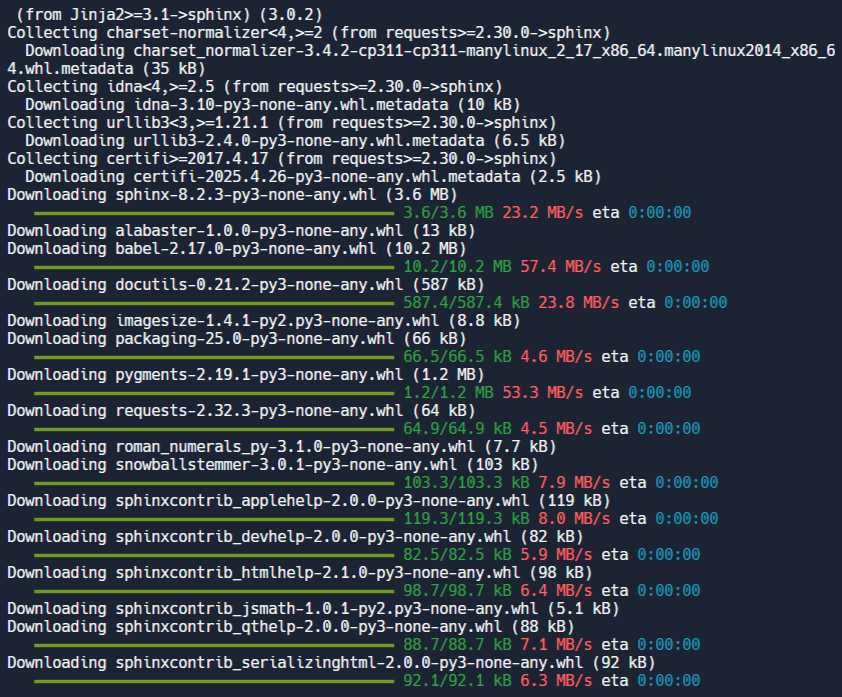 (from Jinja2>=3.1->sphinx) (3.0.2)
Collecting charset-normalizer<4,>=2 (from requests>=2.30.0->sphinx)
Downloading charset_normalizer-3.4.2-cp311-cp311-manylinux_2_17_x86_64.manylinux2014_x86_6
4.whl.metadata (35 kB)
Collecting idna<4,>=2.5 (from requests>=2.30.0->sphinx)
Downloading idna-3.10-py3-none-any.whl.metadata (10 kB)
Collecting urllib3<3,>=1.21.1 (from requests>=2.30.0->sphinx)
Downloading urllib3-2.4.0-py3-none-any.whl.metadata (6.5 kB)
Collecting certifi>=2017.4.17 (from requests>=2.30.0->sphinx)
Downloading certifi-2025.4.26-py3-none-any.whl.metadata (2.5 kB)
Downloading sphinx-8.2.3-py3-none-any.whl (3.6 MB)
3.6/3.6 MB 23.2 MB/s eta 0:00:00
Downloading alabaster-1.0.0-py3-none-any.whl (13 kB)
Downloading babel-2.17.0-py3-none-any.whl (10.2 MB)
10.2/10.2 MB 57.4 MB/s eta 0:00:00
Downloading docutils-0.21.2-py3-none-any.whl (587 kB)
587.4/587.4 kB 23.8 MB/s eta 0:00:00
Downloading imagesize-1.4.1-py2.py3-none-any.whl (8.8 kB)
Downloading packaging-25.0-py3-none-any.whl (66 kB)
66.5/66.5 kB 4.6 MB/s eta 0:00:00
Downloading pygments-2.19.1-py3-none-any.whl (1.2 MB)
1.2/1.2 MB 53.3 MB/s eta 0:00:00
Downloading requests-2.32.3-py3-none-any.whl (64 kB)
64.9/64.9 kB 4.5 MB/s eta 0:00:00
Downloading roman_numerals_py-3.1.0-py3-none-any.whl (7.7 kB)
Downloading snowballstemmer-3.0.1-py3-none-any.whl (103 kB)
103.3/103.3 kB 7.9 MB/s eta 0:00:00
Downloading sphinxcontrib_applehelp-2.0.0-py3-none-any.whl (119 kB)
119.3/119.3 kB 8.0 MB/s eta 0:00:00
Downloading sphinxcontrib_devhelp-2.0.0-py3-none-any.whl (82 kB)
82.5/82.5 kB 5.9 MB/s eta 0:00:00
Downloading sphinxcontrib_htmlhelp-2.1.0-py3-none-any.whl (98 kB)
98.7/98.7 kB 6.4 MB/s eta 0:00:00
Downloading sphinxcontrib_jsmath-1.0.1-py2.py3-none-any.whl (5.1 kB)
Downloading sphinxcontrib_qthelp-2.0.0-py3-none-any.whl (88 kB)
88.7/88.7 kB 7.1 MB/s eta 0:00:00
Downloading sphinxcontrib_serializinghtml-2.0.0-py3-none-any.whl (92 kB)
92.1/92.1 kB 6.3 MB/s eta 0:00:00